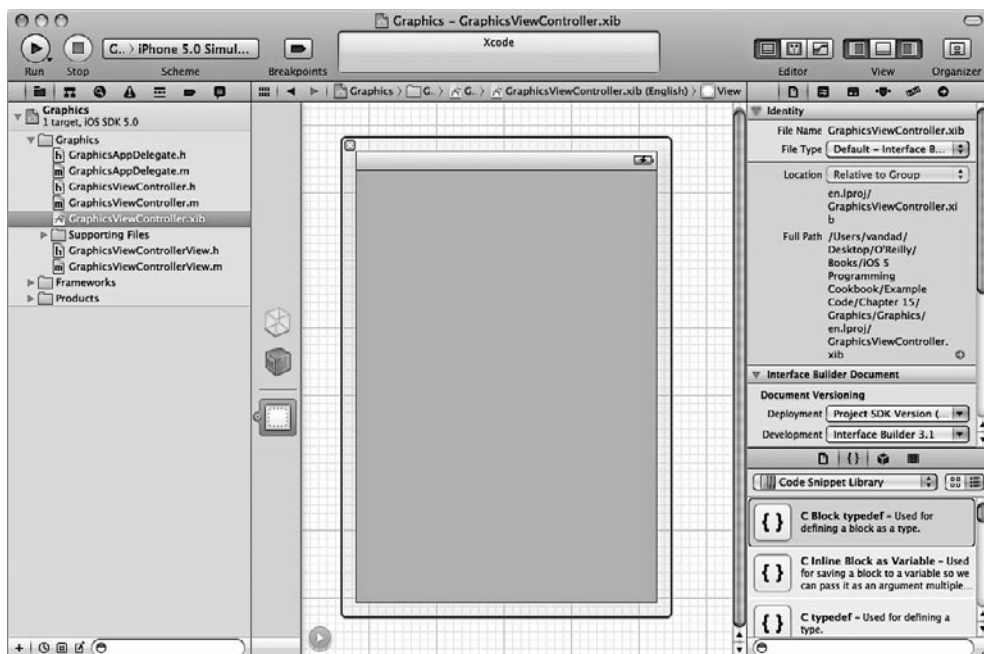 Graphics - GraphicsViewController.xib
G.. › iPhone 5.0 Simul...
Xcode
Run
Stop
Scheme
Breakpoints
Editor
View
Organizer
Graphics
1 target, iOS SDK 5.0
Graphics
GraphicsAppDelegate.h
GraphicsAppDelegate.m
GraphicsViewController.h
GraphicsViewController.m
GraphicsViewController.xib
Supporting Files
GraphicsViewControllerView.h
GraphicsViewControllerView.m
Frameworks
Products
Graphics › G.. › G.. › GraphicsViewController.xib (English) › View
Identity
File Name GraphicsViewController.xib
File Type Default - Interface B...
Location Relative to Group
en.lproj/
GraphicsViewController.xi
b
Full Path /Users/vandad/
Desktop/O'Reilly/
Books/iOS 5
Programming
Cookbook/Example
Code/Chapter 15/
Graphics/Graphics/
en.lproj/
GraphicsViewController.
xib
Interface Builder Document
Document Versioning
Deployment Project SDK Version (...
Development Interface Builder 3.1
Code Snippet Library
{ } C Block typedef - Used for
defining a block as a type.
{ } C Inline Block as Variable - Used
for saving a block to a variable so we
can pass it as an argument multiple...
{ } C typedef - Used for defining a
type.